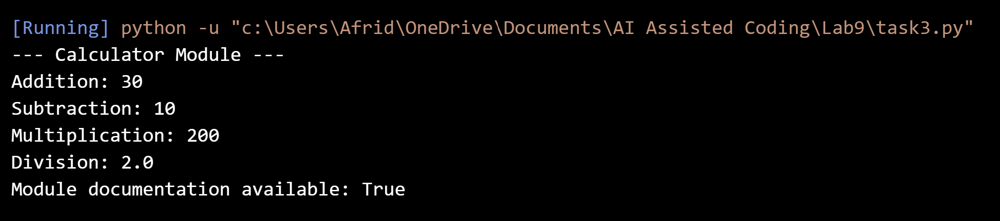 [Running] python -u "c:\Users\Afrid\OneDrive\Documents\AI Assisted Coding\Lab9\task3.py"
--- Calculator Module ---
Addition: 30
Subtraction: 10
Multiplication: 200
Division: 2.0
Module documentation available: True